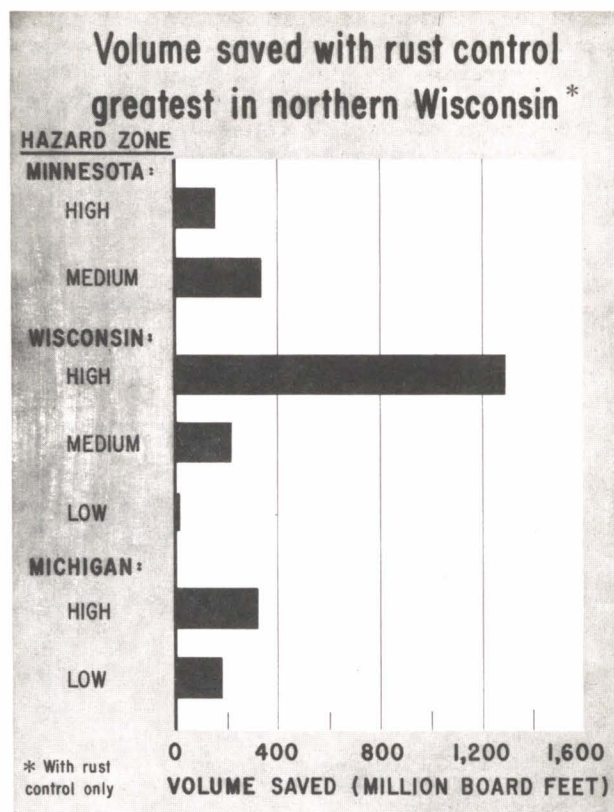 Volume saved with rust control
greatest in northern Wisconsin*
HAZARD ZONE
MINNESOTA:
HIGH
MEDIUM
WISCONSIN:
HIGH
MEDIUM
LOW
MICHIGAN:
HIGH
LOW
0 400 800 1,200 1,600
VOLUME SAVED (MILLION BOARD FEET)
* With rust
control only